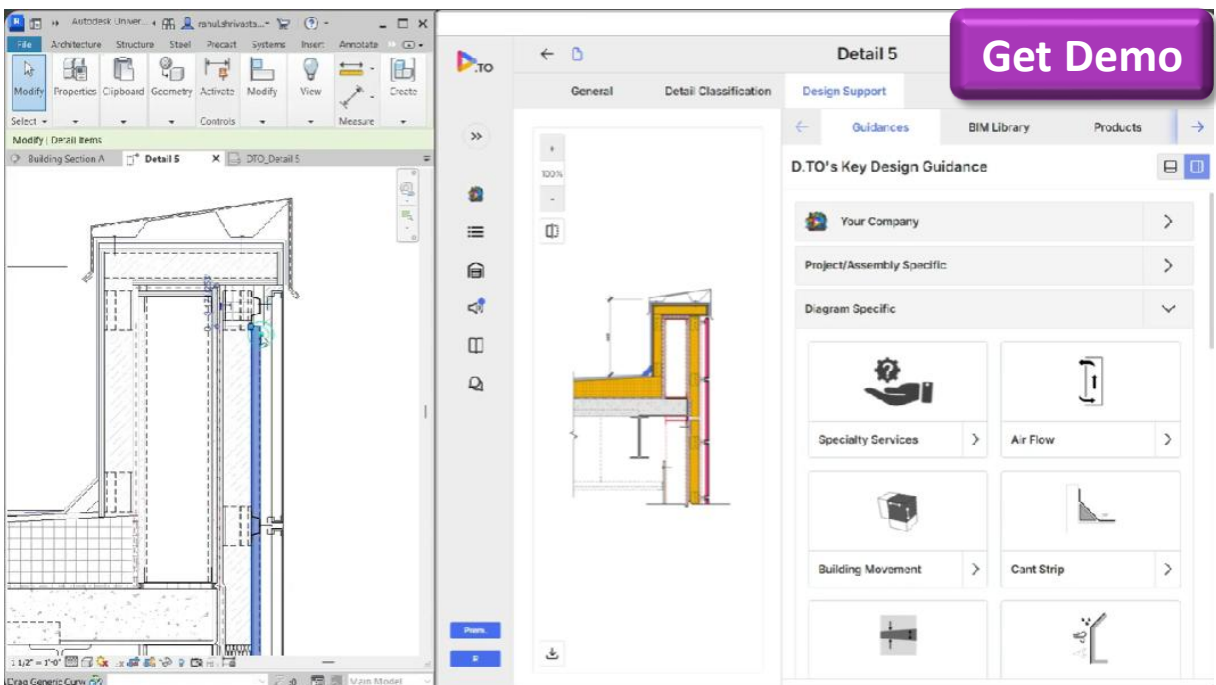 Autodesk Univer...
File Architecture Structure Steel Precast Systems Insert Annotate
Modify Properties Clipboard Geometry Activate Modify View Create
Select Controls Measure
Modify | Detail Items
Building Section A Detail 5 DTO_Detail 5
1 1/2" = 1'-0"
Main Model
D.TO
100%
Detail 5
Get Demo
General Detail Classification Design Support
Guidances BIM Library Products
D.TO's Key Design Guidance
Your Company
Project/Assembly Specific
Diagram Specific
Specialty Services
Air Flow
Building Movement
Cant Strip